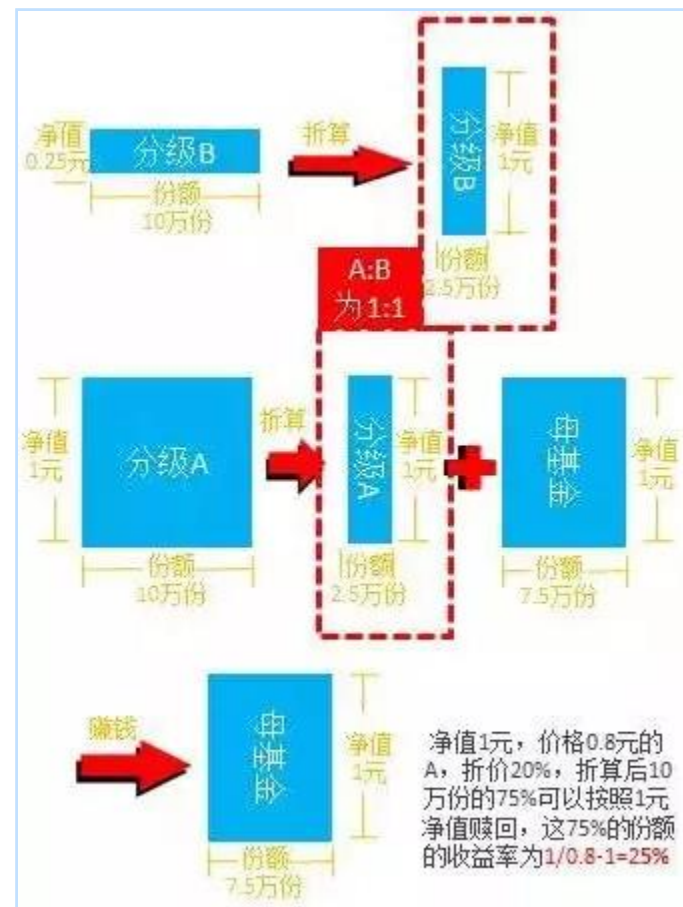 净值
0.25元
分级B
份额
10万份
折算
分级B
净值
1元
份额
2.5万份
A:B
为1:1
净值
1元
分级A
份额
10万份
折算
分级A
净值
1元
份额
2.5万份
母基金
净值
1元
份额
7.5万份
赚钱
母基金
净值
1元
份额
7.5万份
净值1元，价格0.8元的
A，折价20%，折算后10
万份的75%可以按照1元
净值赎回，这75%的份额
的收益率为1/0.8-1=25%